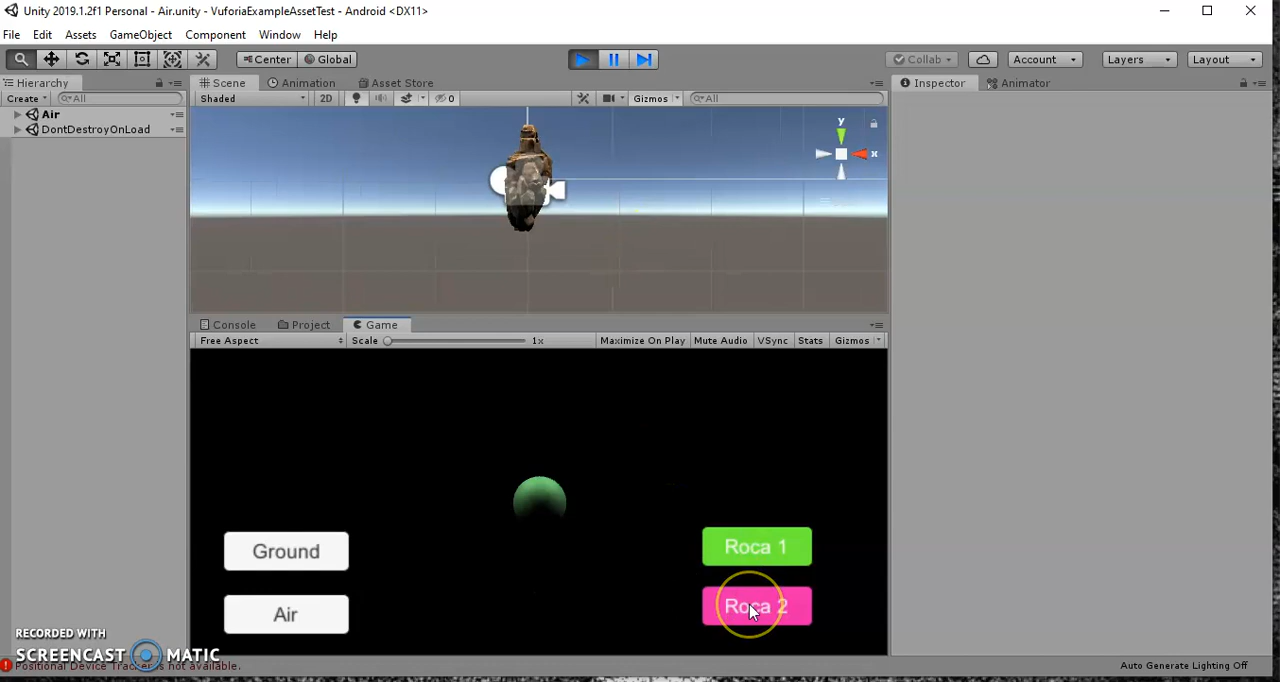 Unity 2019.1.2f1 Personal - Air.unity - VuforiaExampleAssetTest - Android <DX11>
File Edit Assets GameObject Component Window Help
Center Global Collab Account Layers Layout
Hierarchy Scene Animation Asset Store Inspector Animator
Create All Shaded 2D 0 Gizmos All
Air
DontDestroyOnLoad
y
x
Console Project Game
Free Aspect Scale 1x Maximize On Play Mute Audio VSync Stats Gizmos
Roca 1
Ground
Roca 2
Air
RECORDED WITH
SCREENCAST MATIC
Positional Device Tracker is not available.
Auto Generate Lighting Off